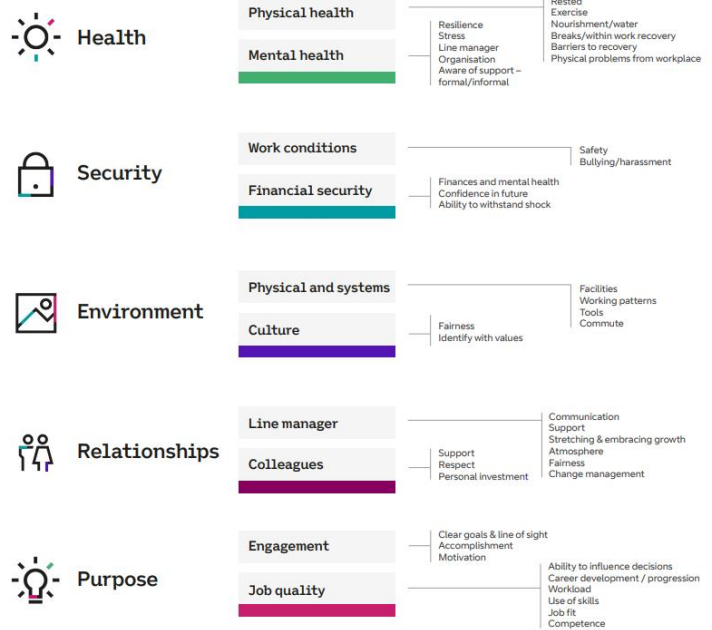 Health
Physical health
Rested
Exercise
Nourishment/water
Breaks/within work recovery
Barriers to recovery
Physical problems from workplace
Mental health
Resilience
Stress
Line manager
Organisation
Aware of support –
formal/informal
Security
Work conditions
Safety
Bullying/harassment
Financial security
Finances and mental health
Confidence in future
Ability to withstand shock
Environment
Physical and systems
Facilities
Working patterns
Tools
Commute
Culture
Fairness
Identify with values
Relationships
Line manager
Communication
Support
Stretching & embracing growth
Atmosphere
Fairness
Change management
Colleagues
Support
Respect
Personal investment
Purpose
Engagement
Clear goals & line of sight
Accomplishment
Motivation
Job quality
Ability to influence decisions
Career development / progression
Workload
Use of skills
Job fit
Competence